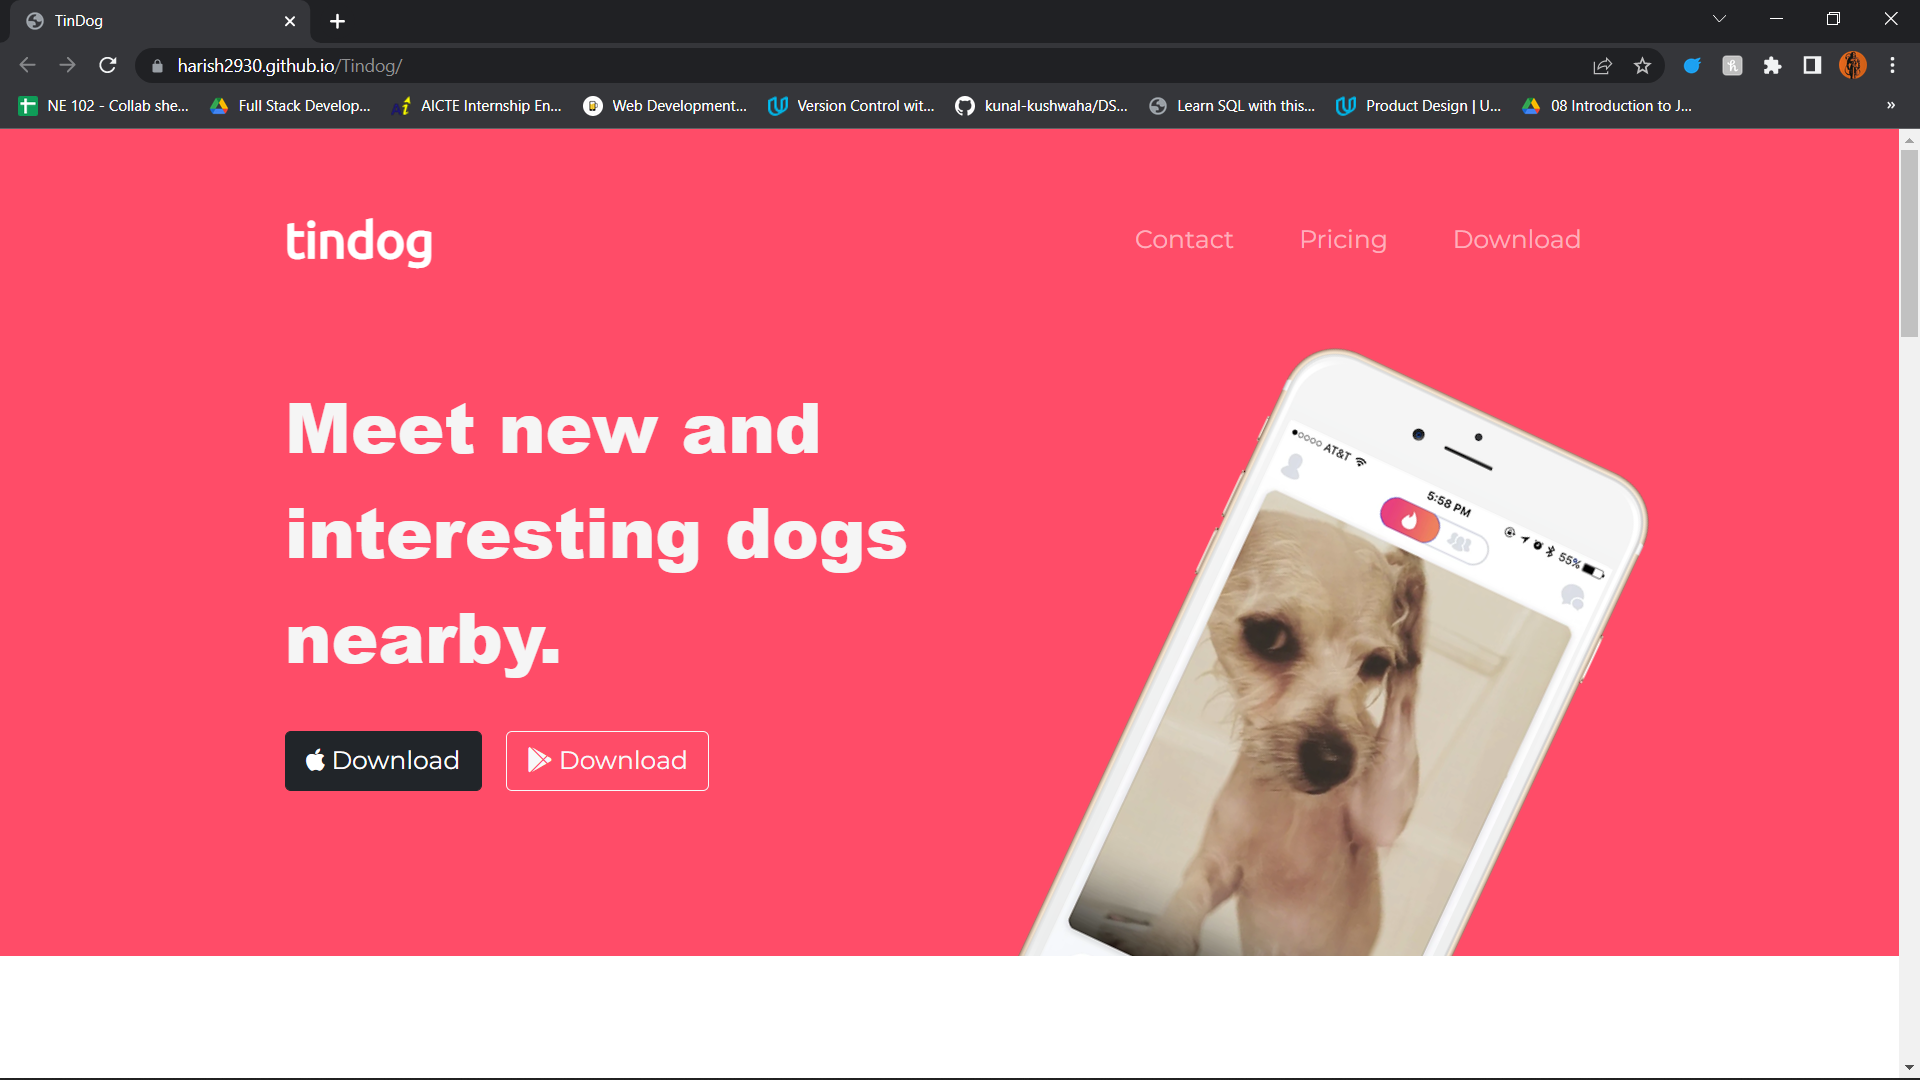 TinDog
harish2930.github.io/Tindog/
NE 102 - Collab she...
Full Stack Develop...
AICTE Internship En...
Web Development...
Version Control wit...
kunal-kushwaha/DS...
Learn SQL with this...
Product Design | U...
08 Introduction to J...
»
tindog
Contact
Pricing
Download
Meet new and
interesting dogs
nearby.
Download
Download
AT&T
5:58 PM
55%